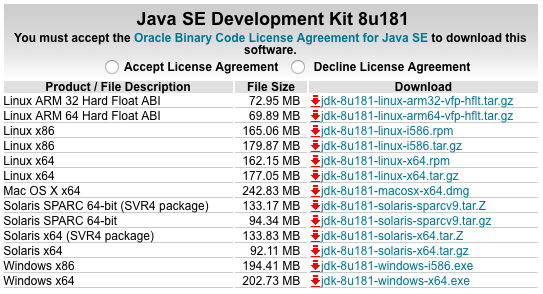 Java SE Development Kit 8u181
You must accept the Oracle Binary Code License Agreement for Java SE to download this
software.
Accept License Agreement Decline License Agreement
Product / File Description File Size Download
Linux ARM 32 Hard Float ABI 72.95 MB jdk-8u181-linux-arm32-vfp-hflt.tar.gz
Linux ARM 64 Hard Float ABI 69.89 MB jdk-8u181-linux-arm64-vfp-hflt.tar.gz
Linux x86 165.06 MB jdk-8u181-linux-i586.rpm
Linux x86 179.87 MB jdk-8u181-linux-i586.tar.gz
Linux x64 162.15 MB jdk-8u181-linux-x64.rpm
Linux x64 177.05 MB jdk-8u181-linux-x64.tar.gz
Mac OS X x64 242.83 MB jdk-8u181-macosx-x64.dmg
Solaris SPARC 64-bit (SVR4 package) 133.17 MB jdk-8u181-solaris-sparcv9.tar.Z
Solaris SPARC 64-bit 94.34 MB jdk-8u181-solaris-sparcv9.tar.gz
Solaris x64 (SVR4 package) 133.83 MB jdk-8u181-solaris-x64.tar.Z
Solaris x64 92.11 MB jdk-8u181-solaris-x64.tar.gz
Windows x86 194.41 MB jdk-8u181-windows-i586.exe
Windows x64 202.73 MB jdk-8u181-windows-x64.exe